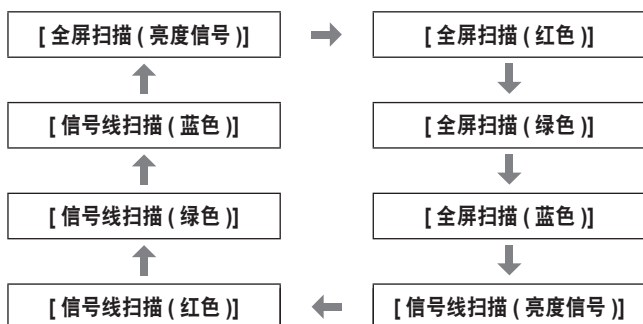 [ 全屏扫描 ( 亮度信号 )]
[ 全屏扫描 ( 红色 )]
[ 信号线扫描 ( 蓝色 )]
[ 全屏扫描 ( 绿色 )]
[ 信号线扫描 ( 绿色 )]
[ 全屏扫描 ( 蓝色 )]
[ 信号线扫描 ( 红色 )]
[ 信号线扫描 ( 亮度信号 )]